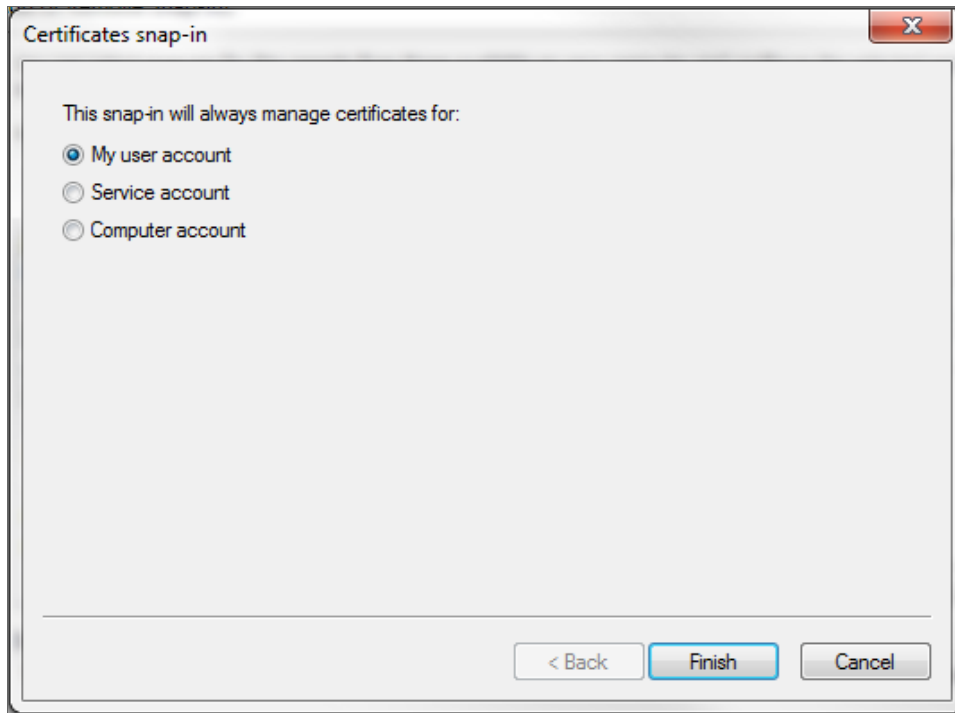 Certificates snap-in
This snap-in will always manage certificates for:
My user account
Service account
Computer account
< Back
Finish
Cancel